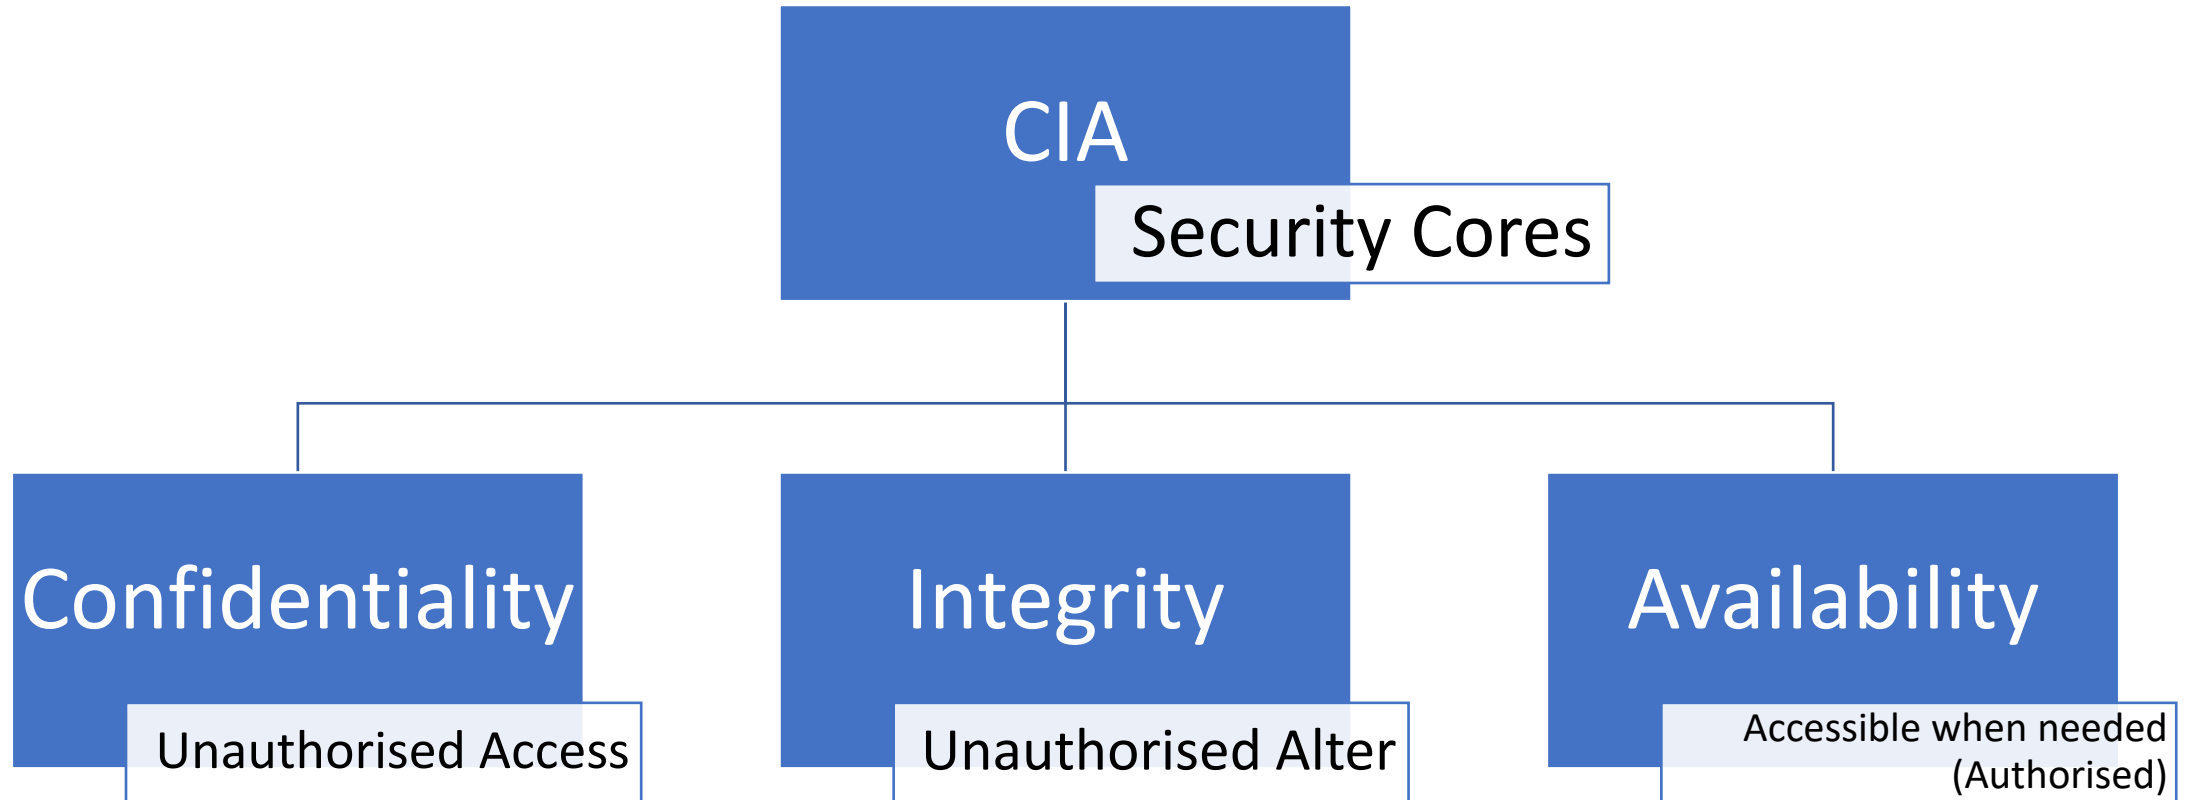 CIA
Security Cores
Confidentiality
Unauthorised Access
Integrity
Unauthorised Alter
Availability
Accessible when needed
(Authorised)